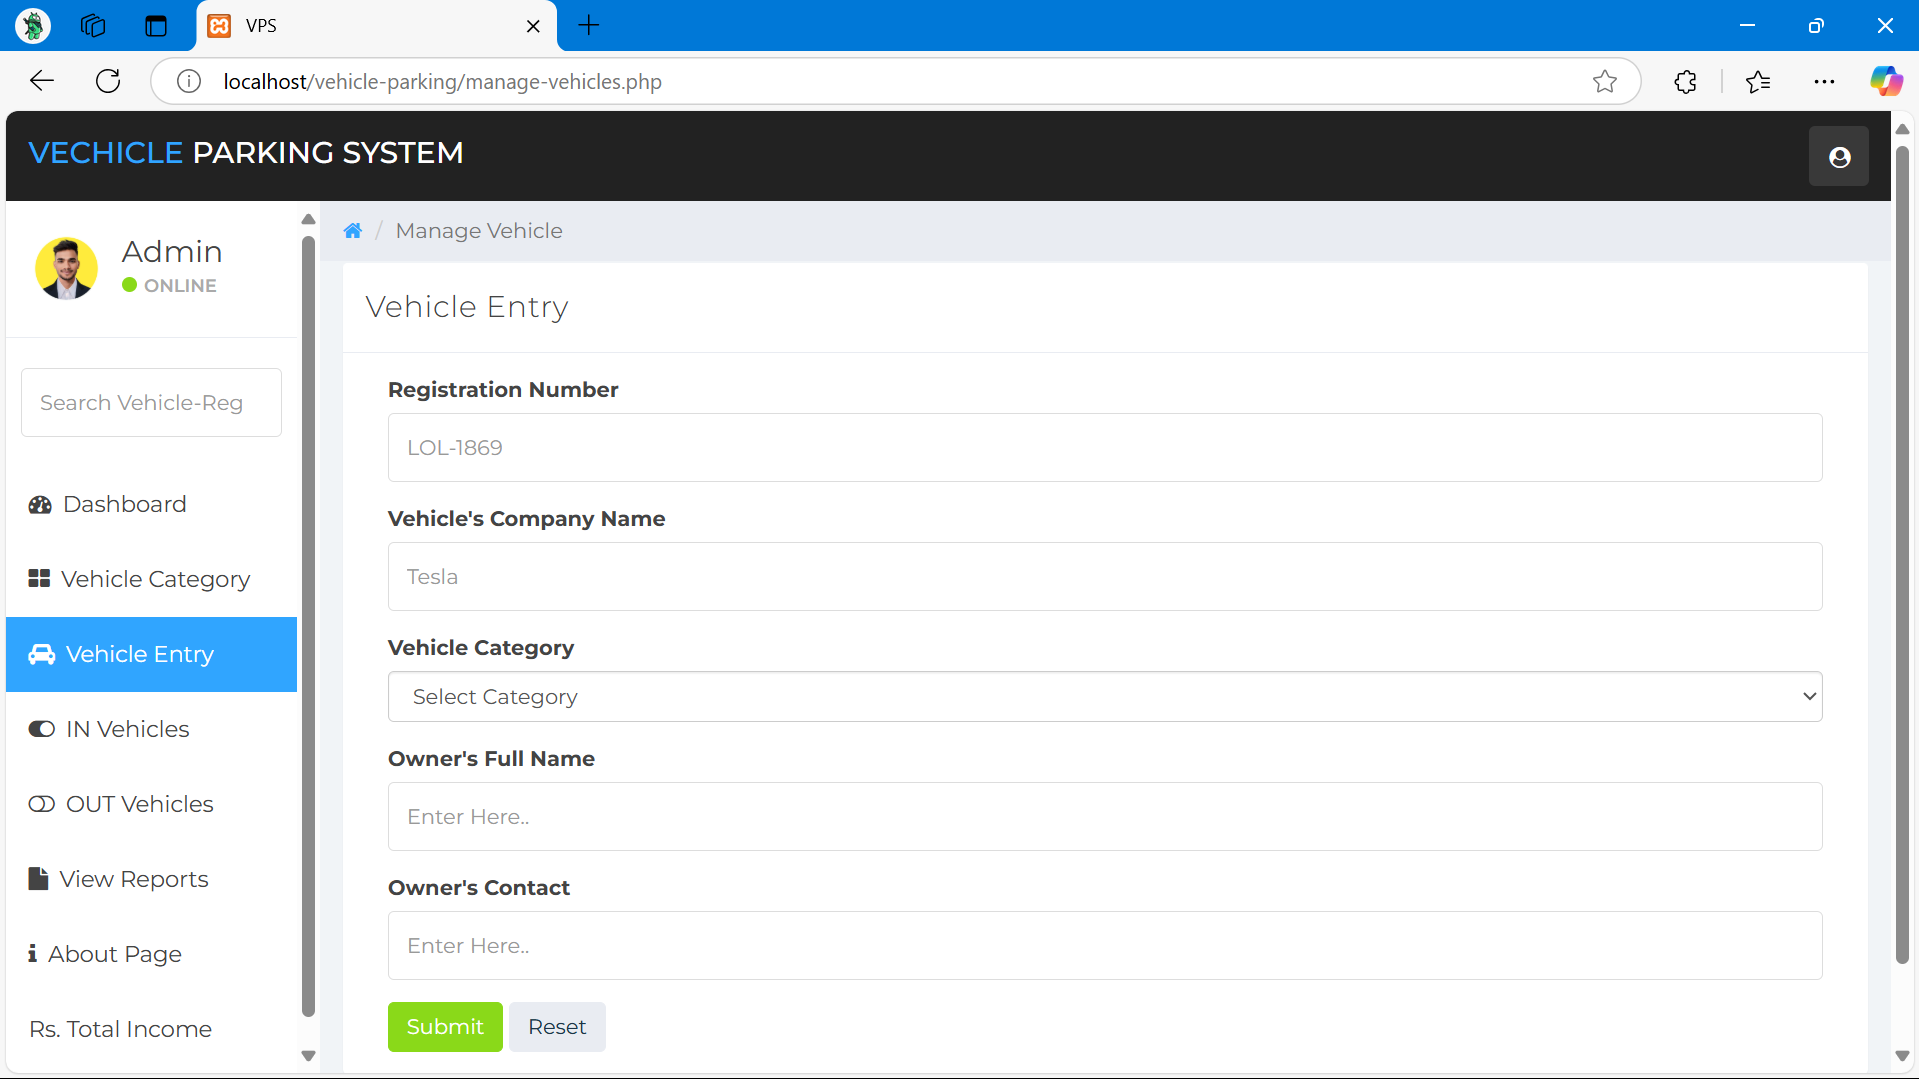 VPS
localhost/vehicle-parking/manage-vehicles.php
VECHICLE PARKING SYSTEM
Admin
ONLINE
Search Vehicle-Reg
Dashboard
Vehicle Category
Vehicle Entry
IN Vehicles
OUT Vehicles
View Reports
About Page
Rs. Total Income
/ Manage Vehicle
Vehicle Entry
Registration Number
LOL-1869
Vehicle's Company Name
Tesla
Vehicle Category
Select Category
Owner's Full Name
Enter Here..
Owner's Contact
Enter Here..
Submit Reset